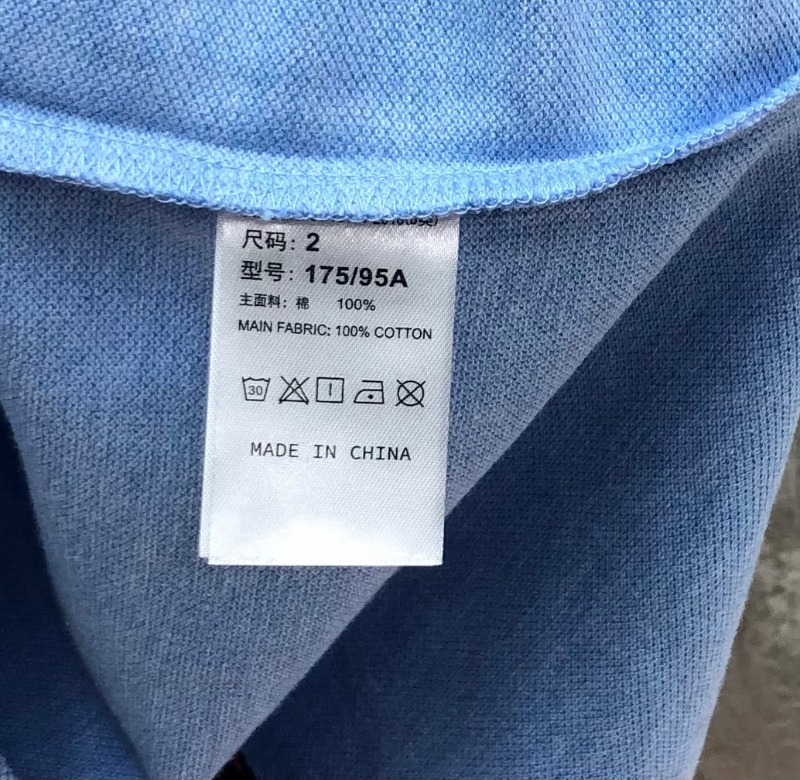 尺码：2
型号：175/95A
主面料：棉 100%
MAIN FABRIC: 100% COTTON
30
MADE IN CHINA